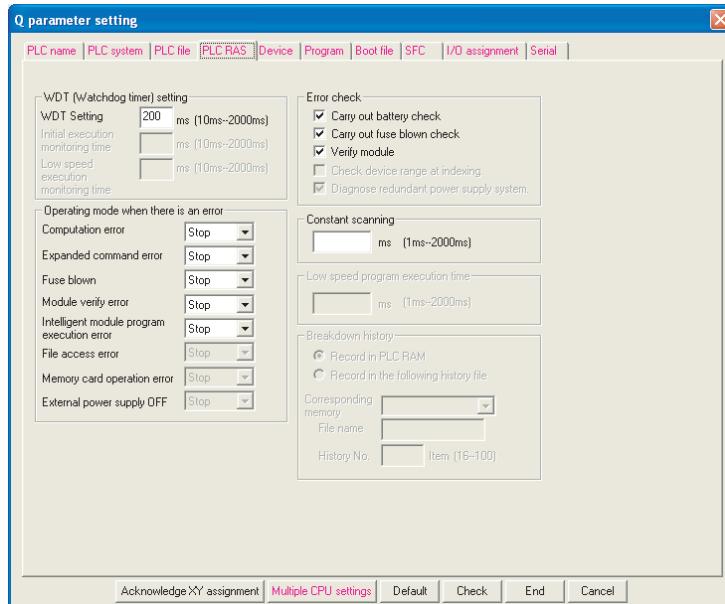 Q parameter setting
PLC name PLC system PLC file PLC RAS Device Program Boot file SFC I/O assignment Serial
WDT (Watchdog timer) setting
WDT Setting 200 ms (10ms--2000ms)
Initial execution
monitoring time ms (10ms--2000ms)
Low speed
execution
monitoring time ms (10ms--2000ms)
Operating mode when there is an error
Computation error Stop
Expanded command error Stop
Fuse blown Stop
Module verify error Stop
Intelligent module program
execution error Stop
File access error Stop
Memory card operation error Stop
External power supply OFF Stop
Error check
Carry out battery check
Carry out fuse blown check
Verify module
Check device range at indexing.
Diagnose redundant power supply system.
Constant scanning
ms (1ms--2000ms)
Low speed program execution time
ms (1ms--2000ms)
Breakdown history
Record in PLC RAM
Record in the following history file
Corresponding
memory
File name
History No. Item (16--100)
Acknowledge XY assignment Multiple CPU settings Default Check End Cancel